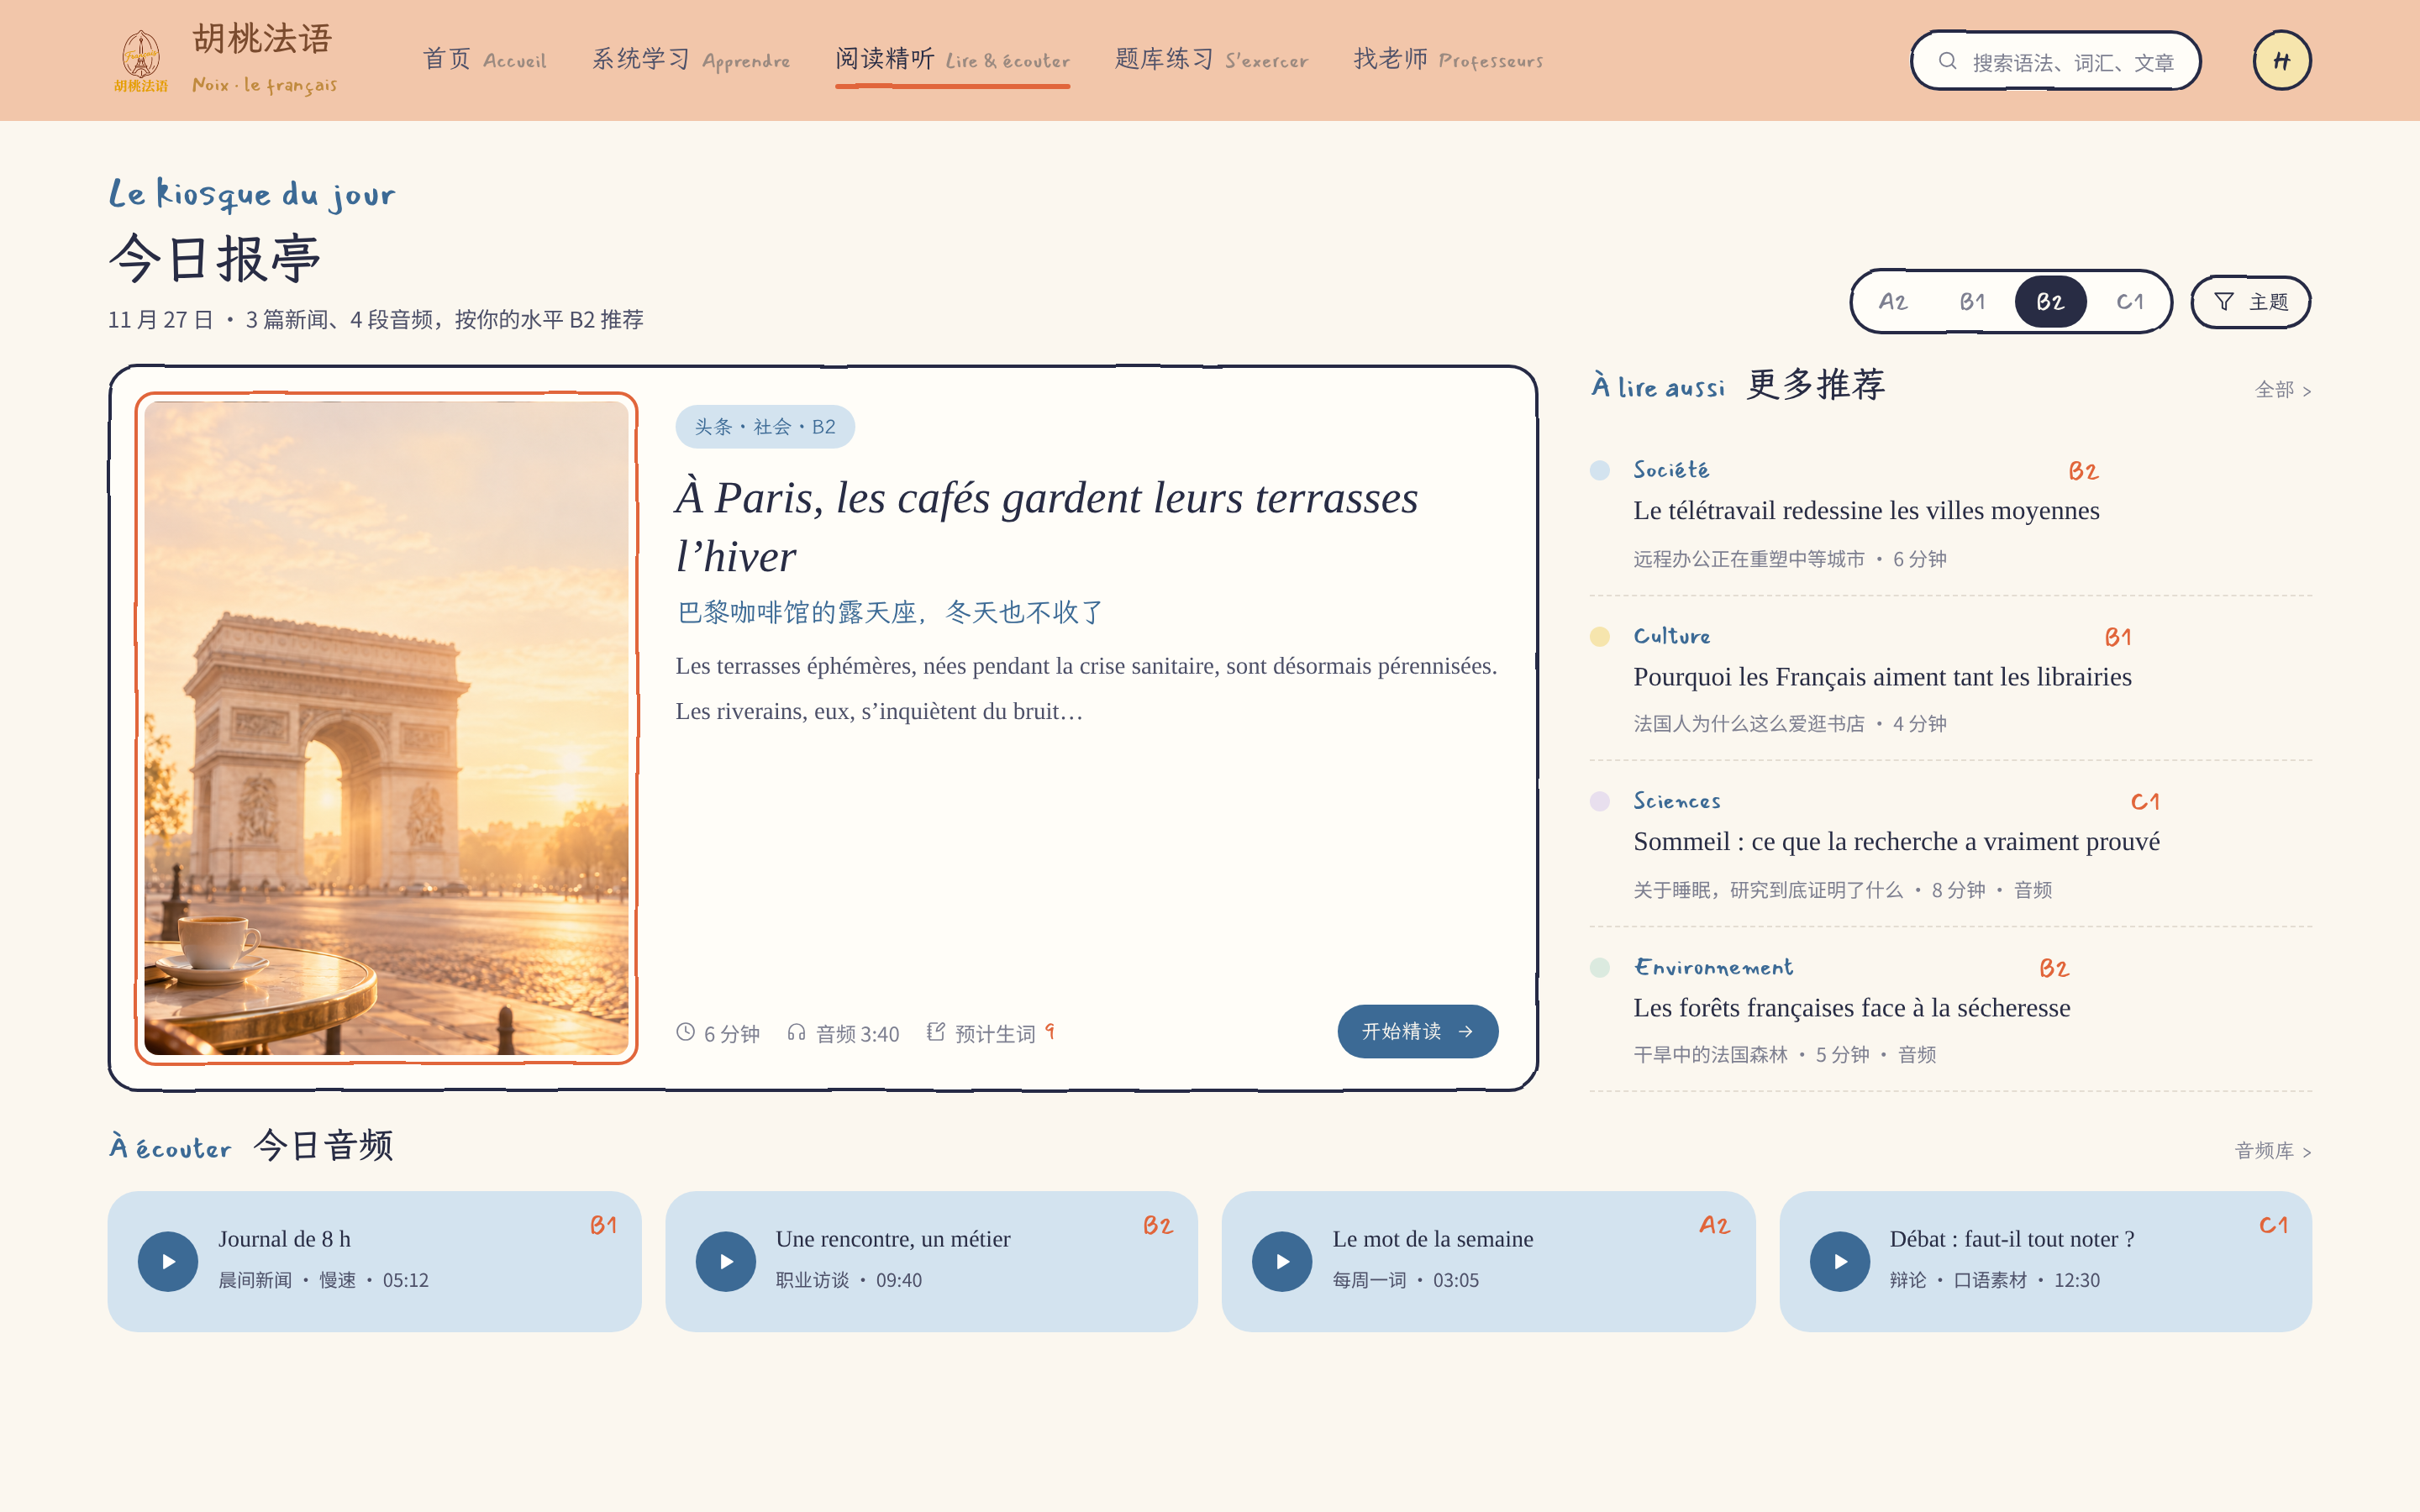 Français
胡桃法语
胡桃法语
Noix · le français
首页 Accueil
系统学习 Apprendre
阅读精听 Lire & écouter
题库练习 S'exercer
找老师 Professeurs
搜索语法、词汇、文章
H
Le kiosque du jour
今日报亭
11 月 27 日 · 3 篇新闻、4 段音频，按你的水平 B2 推荐
A2 B1 B2 C1
主题
头条 · 社会 · B2
À Paris, les cafés gardent leurs terrasses
l’hiver
巴黎咖啡馆的露天座，冬天也不收了
Les terrasses éphémères, nées pendant la crise sanitaire, sont désormais pérennisées.
Les riverains, eux, s’inquiètent du bruit…
6 分钟 音频 3:40 预计生词 9
开始精读 →
À lire aussi 更多推荐
全部 >
Société B2
Le télétravail redessine les villes moyennes
远程办公正在重塑中等城市 · 6 分钟
Culture B1
Pourquoi les Français aiment tant les librairies
法国人为什么这么爱逛书店 · 4 分钟
Sciences C1
Sommeil : ce que la recherche a vraiment prouvé
关于睡眠，研究到底证明了什么 · 8 分钟 · 音频
Environnement B2
Les forêts françaises face à la sécheresse
干旱中的法国森林 · 5 分钟 · 音频
À écouter 今日音频
音频库 >
Journal de 8 h B1
晨间新闻 · 慢速 · 05:12
Une rencontre, un métier B2
职业访谈 · 09:40
Le mot de la semaine A2
每周一词 · 03:05
Débat : faut-il tout noter ? C1
辩论 · 口语素材 · 12:30